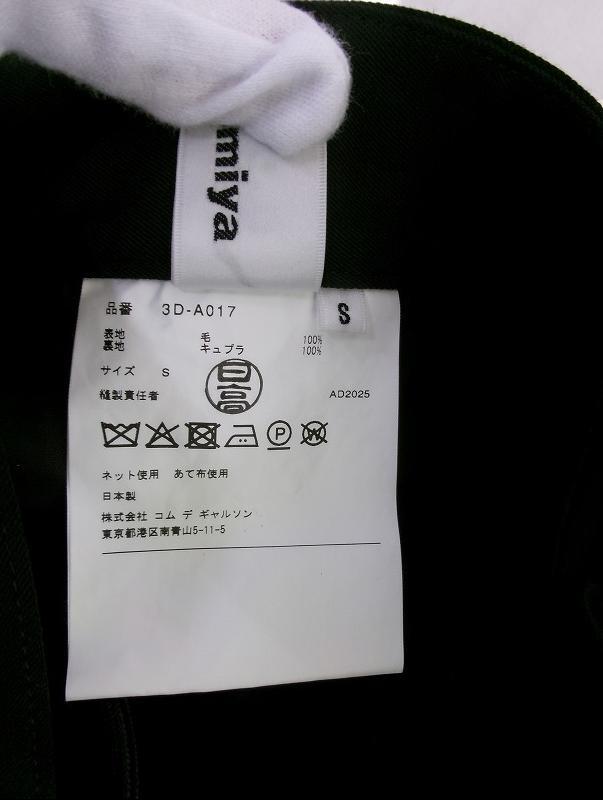 miya
S
品番 3D-A017
表地 毛 100%
裏地 キュプラ 100%
サイズ S
縫製責任者 日高 AD2025
P
W
ネット使用 あて布使用
日本製
株式会社 コム デ ギャルソン
東京都港区南青山5-11-5